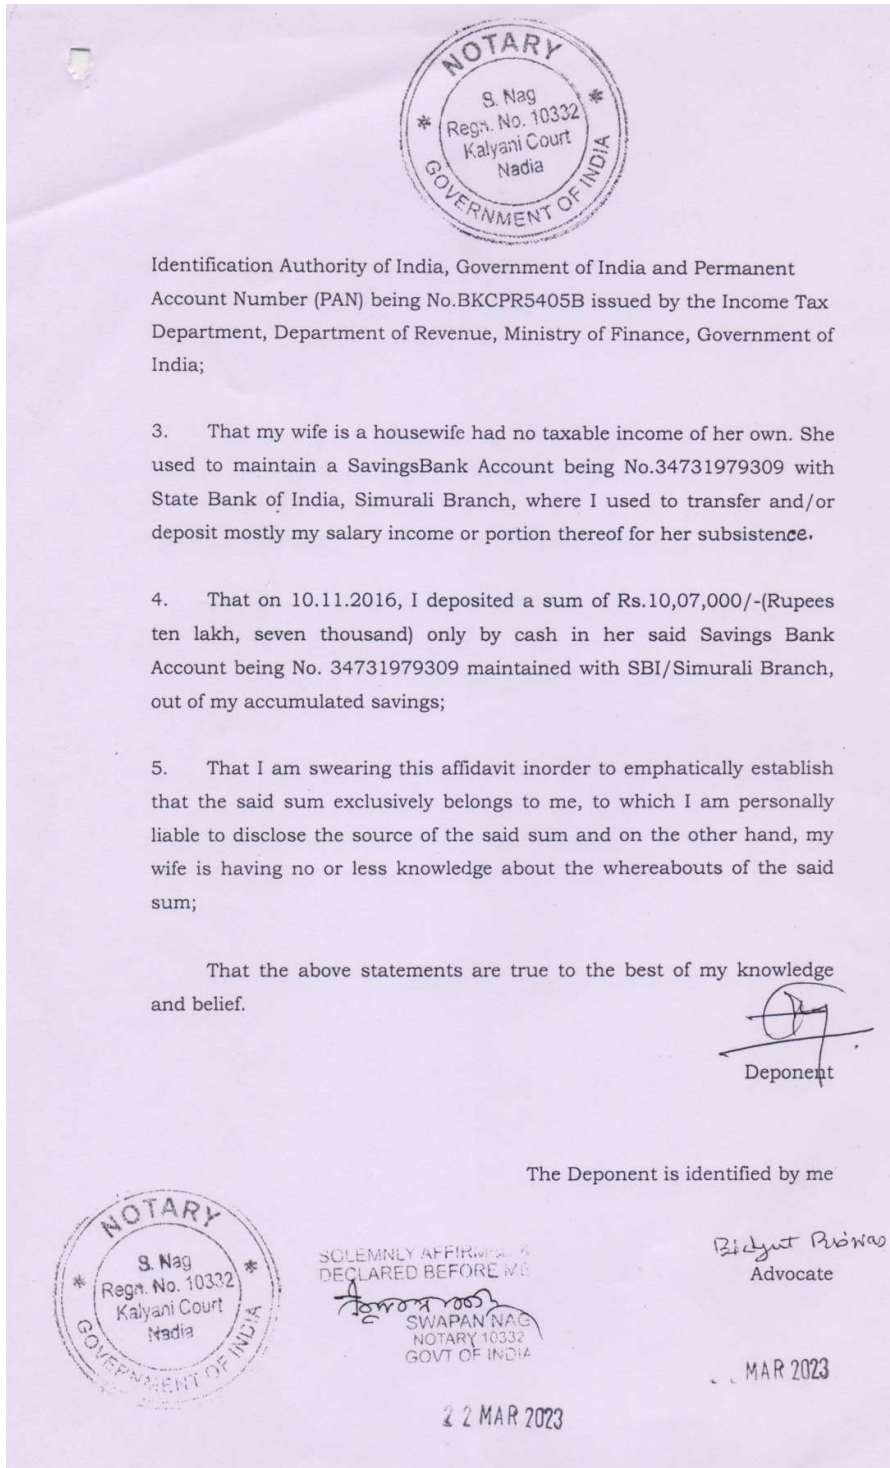 NOTARY
S. Nag
Regn. No. 10332
Kalyani Court
Nadia
GOVERNMENT OF INDIA
Identification Authority of India, Government of India and Permanent
Account Number (PAN) being No.BKCPR5405B issued by the Income Tax
Department, Department of Revenue, Ministry of Finance, Government of
India;
3. That my wife is a housewife had no taxable income of her own. She
used to maintain a SavingsBank Account being No.34731979309 with
State Bank of India, Simurali Branch, where I used to transfer and/or
deposit mostly my salary income or portion thereof for her subsistence.
4. That on 10.11.2016, I deposited a sum of Rs.10,07,000/-(Rupees
ten lakh, seven thousand) only by cash in her said Savings Bank
Account being No. 34731979309 maintained with SBI/Simurali Branch,
out of my accumulated savings;
5. That I am swearing this affidavit inorder to emphatically establish
that the said sum exclusively belongs to me, to which I am personally
liable to disclose the source of the said sum and on the other hand, my
wife is having no or less knowledge about the whereabouts of the said
sum;
That the above statements are true to the best of my knowledge
and belief.
Deponent
The Deponent is identified by me
Bidyut Biswas
Advocate
MAR 2023
NOTARY
S. Nag
Regn. No. 10332
Kalyani Court
Nadia
GOVERNMENT OF INDIA
SOLEMNLY AFFIRMED &
DECLARED BEFORE ME
SWAPAN NAG
NOTARY 10332
GOVT OF INDIA
22 MAR 2023